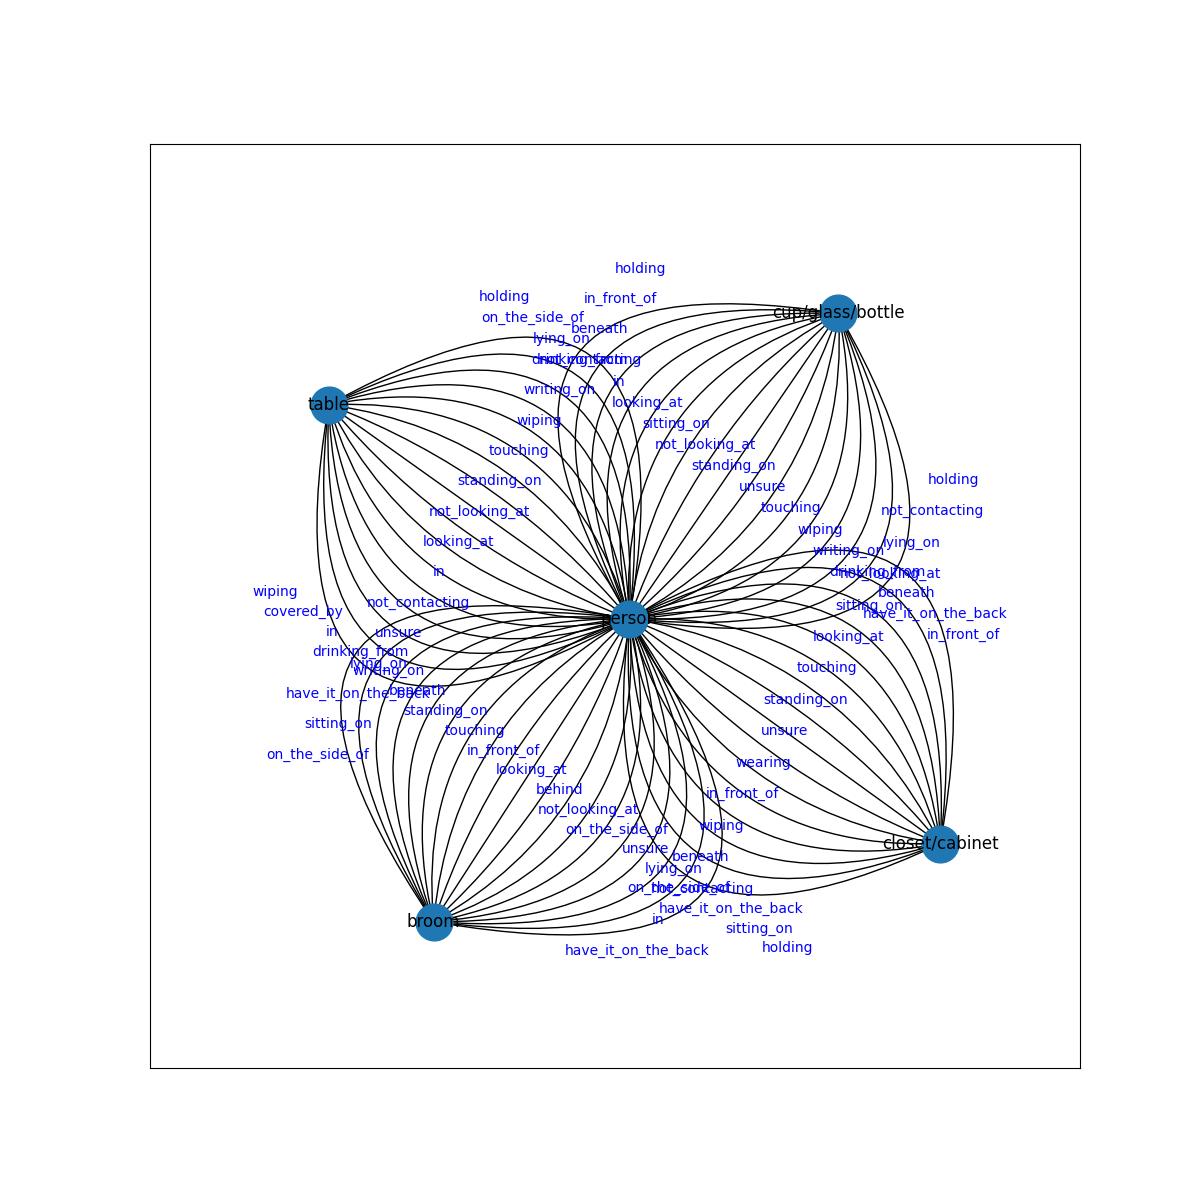 holding
holding
in_front_of
on_the_side_of
cup/glass/bottle
beneath
lying_on
drinking_from
not_contacting
in
writing_on
looking_at
table
wiping
sitting_on
touching
not_looking_at
standing_on
standing_on
holding
unsure
not_looking_at
touching
not_contacting
wiping
looking_at
lying_on
writing_on
in
drinking_from
not_looking_at
wiping
beneath
not_contacting
sitting_on
covered_by
have_it_on_the_back
person
in
unsure
in_front_of
looking_at
drinking_from
lying_on
writing_on
touching
beneath
have_it_on_the_back
standing_on
standing_on
sitting_on
touching
unsure
in_front_of
on_the_side_of
wearing
looking_at
behind
in_front_of
not_looking_at
wiping
on_the_side_of
closet/cabinet
unsure
beneath
lying_on
on_the_side_of
not_contacting
have_it_on_the_back
broom
in
sitting_on
holding
have_it_on_the_back